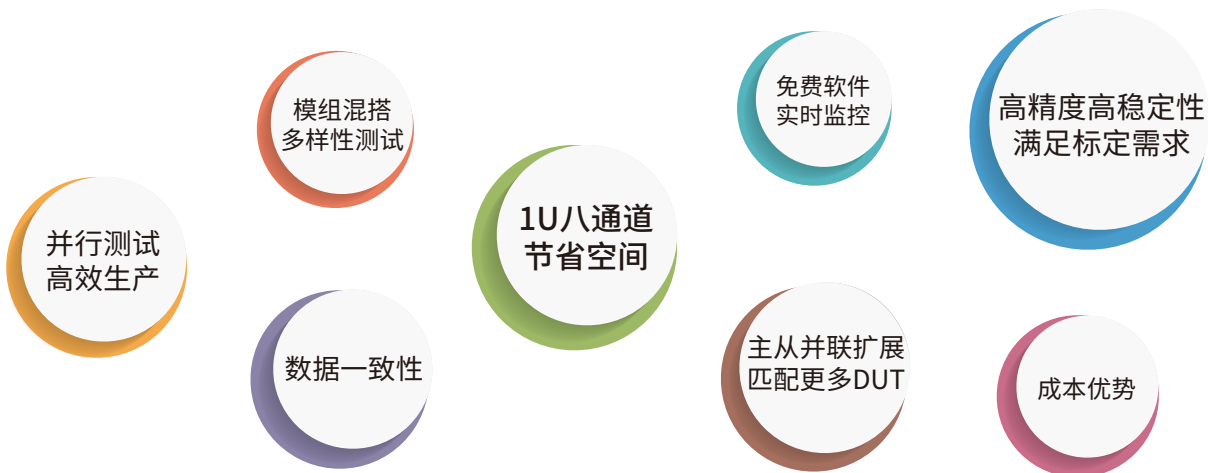 并行测试
高效生产
模组混搭
多样性测试
数据一致性
1U八通道
节省空间
免费软件
实时监控
主从并联扩展
匹配更多DUT
高精度高稳定性
满足标定需求
成本优势